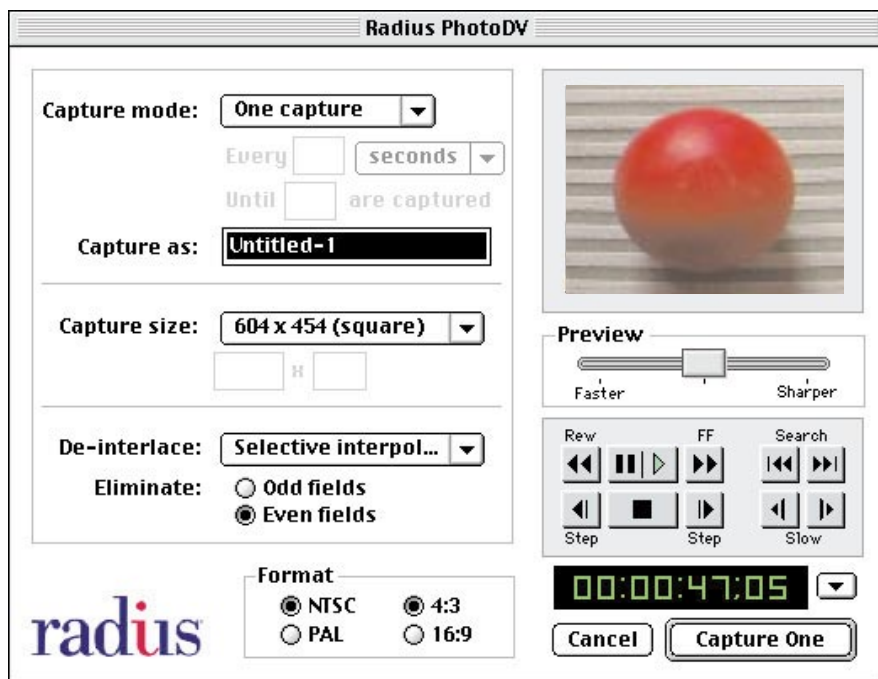 Radius PhotoDV
Capture mode: One capture
Every seconds
Until are captured
Capture as: Untitled-1
Capture size: 604 x 454 (square)
x
De-interlace: Selective interpol...
Eliminate: Odd fields
Even fields
Format
NTSC 4:3
PAL 16:9
radius
Preview
Faster Sharper
Rew FF Search
Step Step Slow
00:00:47;05
Cancel Capture One